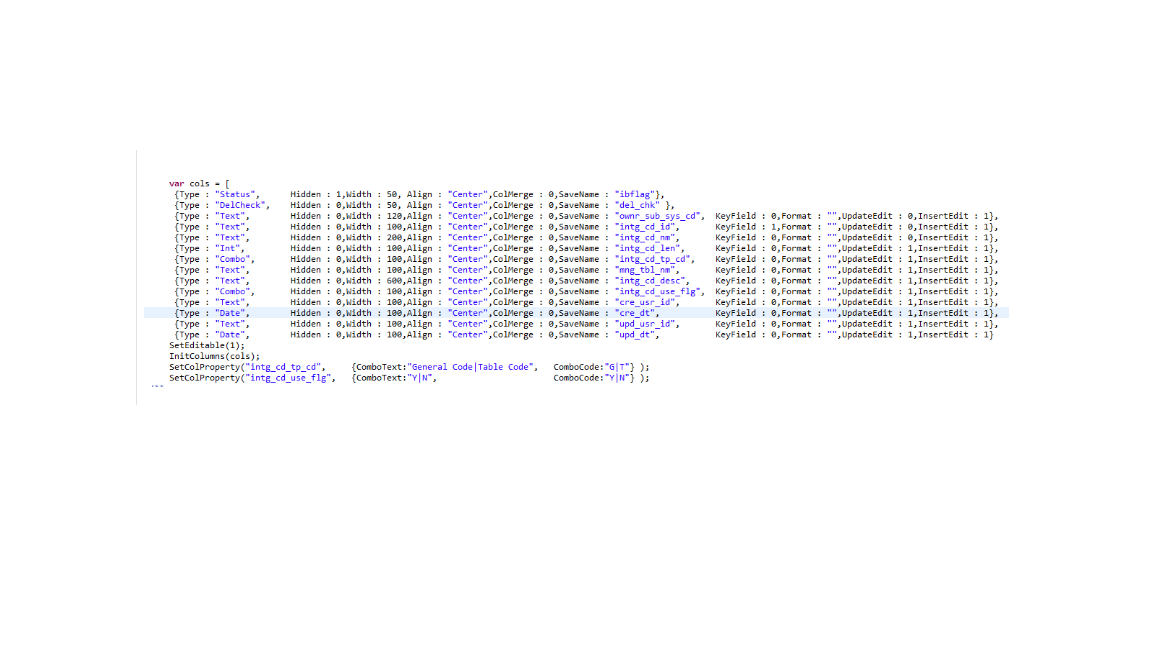 var cols = [
{Type : "Status", Hidden : 1,Width : 50, Align : "Center",ColMerge : 0,SaveName : "ibflag"},
{Type : "DelCheck", Hidden : 0,Width : 50, Align : "Center",ColMerge : 0,SaveName : "del_chk" },
{Type : "Text", Hidden : 0,Width : 120,Align : "Center",ColMerge : 0,SaveName : "ownr_sub_sys_cd", KeyField : 0,Format : "",UpdateEdit : 0,InsertEdit : 1},
{Type : "Text", Hidden : 0,Width : 100,Align : "Center",ColMerge : 0,SaveName : "intg_cd_id", KeyField : 1,Format : "",UpdateEdit : 0,InsertEdit : 1},
{Type : "Text", Hidden : 0,Width : 200,Align : "Center",ColMerge : 0,SaveName : "intg_cd_nm", KeyField : 0,Format : "",UpdateEdit : 0,InsertEdit : 1},
{Type : "Int", Hidden : 0,Width : 100,Align : "Center",ColMerge : 0,SaveName : "intg_cd_len", KeyField : 0,Format : "",UpdateEdit : 1,InsertEdit : 1},
{Type : "Combo", Hidden : 0,Width : 100,Align : "Center",ColMerge : 0,SaveName : "intg_cd_tp_cd", KeyField : 0,Format : "",UpdateEdit : 1,InsertEdit : 1},
{Type : "Text", Hidden : 0,Width : 100,Align : "Center",ColMerge : 0,SaveName : "mng_tbl_nm", KeyField : 0,Format : "",UpdateEdit : 1,InsertEdit : 1},
{Type : "Text", Hidden : 0,Width : 600,Align : "Center",ColMerge : 0,SaveName : "intg_cd_desc", KeyField : 0,Format : "",UpdateEdit : 1,InsertEdit : 1},
{Type : "Combo", Hidden : 0,Width : 100,Align : "Center",ColMerge : 0,SaveName : "intg_cd_use_flg", KeyField : 0,Format : "",UpdateEdit : 1,InsertEdit : 1},
{Type : "Text", Hidden : 0,Width : 100,Align : "Center",ColMerge : 0,SaveName : "cre_usr_id", KeyField : 0,Format : "",UpdateEdit : 1,InsertEdit : 1},
{Type : "Date", Hidden : 0,Width : 100,Align : "Center",ColMerge : 0,SaveName : "cre_dt", KeyField : 0,Format : "",UpdateEdit : 1,InsertEdit : 1},
{Type : "Text", Hidden : 0,Width : 100,Align : "Center",ColMerge : 0,SaveName : "upd_usr_id", KeyField : 0,Format : "",UpdateEdit : 1,InsertEdit : 1},
{Type : "Date", Hidden : 0,Width : 100,Align : "Center",ColMerge : 0,SaveName : "upd_dt", KeyField : 0,Format : "",UpdateEdit : 1,InsertEdit : 1}
SetEditable(1);
InitColumns(cols);
SetColProperty("intg_cd_tp_cd", {ComboText:"General Code|Table Code", ComboCode:"G|T"} );
SetColProperty("intg_cd_use_flg", {ComboText:"Y|N", ComboCode:"Y|N"} );